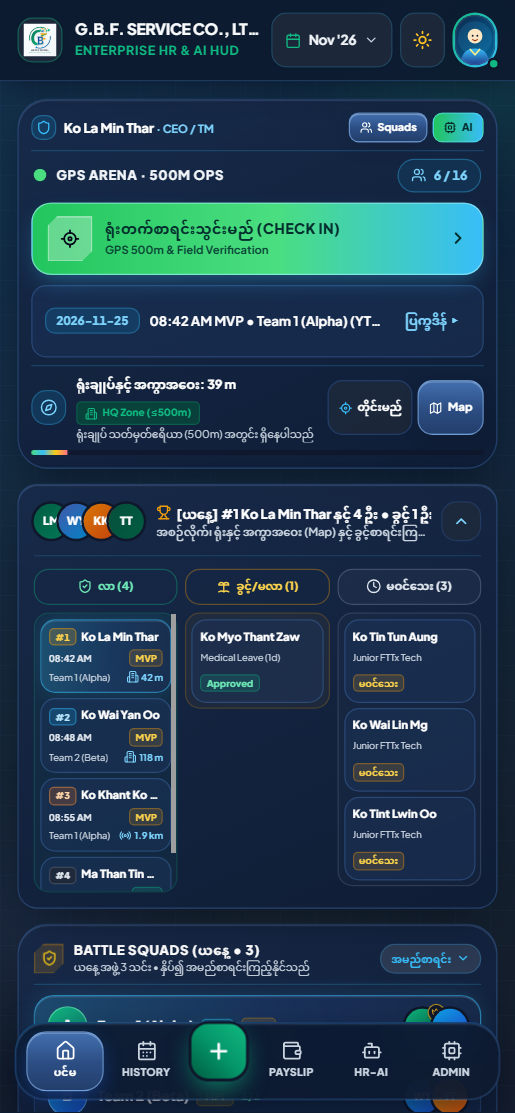 G.B.F. SERVICE CO., LT...
ENTERPRISE HR & AI HUD
Nov '26
Ko La Min Thar · CEO / TM
Squads
AI
GPS ARENA · 500M OPS
6 / 16
ရုံးတက်စာရင်းသွင်းမည် (CHECK IN)
GPS 500m & Field Verification
2026-11-25
08:42 AM MVP ● Team 1 (Alpha) (YT...
ပြက္ခဒိန် ▸
ရုံးချုပ်နှင့် အကွာအဝေး: 39 m
HQ Zone (≤500m)
ရုံးချုပ် သတ်မှတ်ဧရိယာ (500m) အတွင်း ရှိနေပါသည်
တိုင်းမည်
Map
LM
WY
KK
TT
[ယနေ့] #1 Ko La Min Thar နှင့် 4 ဦး ● ခွင့် 1 ဦး
အစဉ်လိုက်၊ ရုံးနှင့် အကွာအဝေး (Map) နှင့် ခွင့်စာရင်းကြ...
လာ (4)
ခွင့်/မလာ (1)
မဝင်သေး (3)
#1 Ko La Min Thar
08:42 AM
MVP
Team 1 (Alpha)
42 m
#2 Ko Wai Yan Oo
08:48 AM
MVP
Team 2 (Beta)
118 m
#3 Ko Khant Ko ...
08:55 AM
MVP
Team 1 (Alpha)
1.9 km
#4 Ma Than Tin ...
Ko Myo Thant Zaw
Medical Leave (1d)
Approved
Ko Tin Tun Aung
Junior FTTx Tech
မဝင်သေး
Ko Wai Lin Mg
Junior FTTx Tech
မဝင်သေး
Ko Tint Lwin Oo
Junior FTTx Tech
မဝင်သေး
BATTLE SQUADS (ယနေ့ ● 3)
ယနေ့အဖွဲ့ 3 သင်း • နှိပ်၍ အမည်စာရင်းကြည့်နိုင်သည်
အမည်စာရင်း
ပင်မ
HISTORY
PAYSLIP
HR-AI
ADMIN